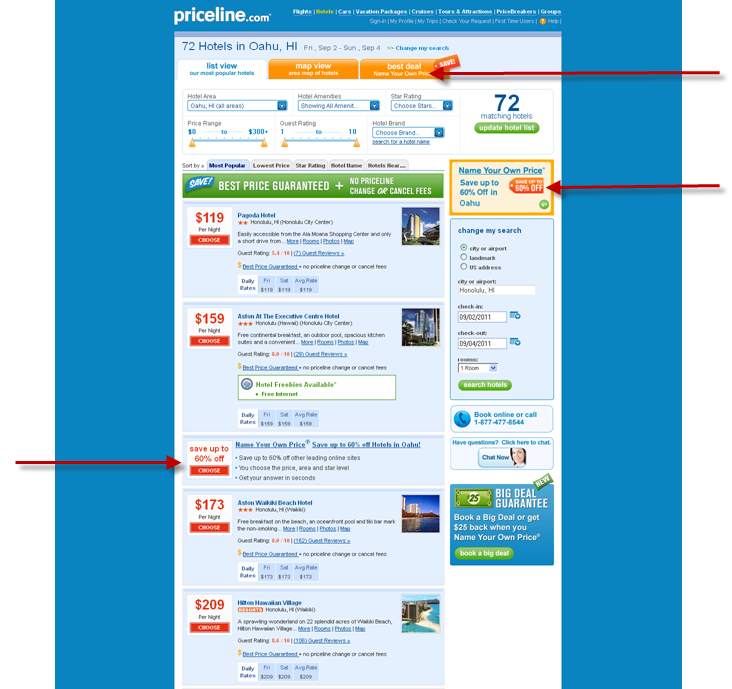 priceline.com®
Flights | Hotels | Cars | Vacation Packages | Cruises | Tours & Attractions | PriceBreakers | Groups
Sign-In | My Profile | My Trips | Check Your Request | First Time Users | ? Help |
72 Hotels in Oahu, HI Fri., Sep 2 - Sun., Sep 4 >> Change my search
list view
our most popular hotels
map view
area map of hotels
best deal
Name Your Own Price
SAVE!
Hotel Area
Oahu, HI (all areas)
Hotel Amenities
Showing All Amenit...
Star Rating
Choose Stars...
Price Range
$0 to $300+
Guest Rating
1 to 10
Hotel Brand
Choose Brand...
search for a hotel name
72
matching hotels
update hotel list
Sort by » Most Popular Lowest Price Star Rating Hotel Name Hotels Near....
SAVE! BEST PRICE GUARANTEED + NO PRICELINE
CHANGE OR CANCEL FEES
$119
Per Night
CHOOSE
Pagoda Hotel
Honolulu, HI (Honolulu City Center)
Easily accessible from the Ala Moana Shopping Center and
only a short drive from... More | Rooms | Photos | Map
Guest Rating: 5.4 / 10 | (7) Guest Reviews »
$ Best Price Guaranteed + no priceline change or cancel fees
Daily Rates
Fri Sat Avg.Rate
$119 $119 $119
$159
Per Night
CHOOSE
Aston At The Executive Centre Hotel
Honolulu (Hawaii) (Honolulu City Center)
Free continental breakfast, an outdoor pool, spacious kitchen
suites and a convenient... More | Rooms | Photos | Map
Guest Rating: 8.0 / 10 | (29) Guest Reviews »
$ Best Price Guaranteed + no priceline change or cancel fees
Hotel Freebies Available*
Free Internet
Daily Rates
Fri Sat Avg.Rate
$159 $159 $159
save up to
60% off
CHOOSE
Name Your Own Price® Save up to 60% off Hotels in Oahu!
• Save up to 60% off other leading online sites
• You choose the price, area and star level
• Get your answer in seconds
$173
Per Night
CHOOSE
Aston Waikiki Beach Hotel
Honolulu, HI (Waikiki)
Free breakfast on the beach, an oceanfront pool and tiki bar mark
the non-smoking... More | Rooms | Photos | Map
Guest Rating: 8.0 / 10 | (162) Guest Reviews »
$ Best Price Guaranteed + no priceline change or cancel fees
Daily Rates
Fri Sat Avg.Rate
$173 $173 $173
$209
Per Night
CHOOSE
Hilton Hawaiian Village
RESORTS Honolulu, HI (Waikiki)
A sprawling wonderland on 22 splendid acres of Waikiki Beach,
Hilton Hawaiian Village... More | Rooms | Photos | Map
Guest Rating: 8.6 / 10 | (106) Guest Reviews »
$ Best Price Guaranteed + no priceline change or cancel fees
Daily Rates
Fri Sat Avg.Rate
$209 $209 $209
Name Your Own Price®
Save up to
60% Off in
Oahu
SAVE UP TO
60% OFF
change my search
city or airport
landmark
US address
city or airport:
Honolulu, HI
check-in:
09/02/2011
check-out:
09/04/2011
rooms:
1 Room
search hotels
Book online or call
1-877-477-8544
Have questions? Click here to chat.
Chat Now
NEW
$25 BIG DEAL
GUARANTEE
Book a Big Deal or get
$25 back when you
Name Your Own Price®
book a big deal